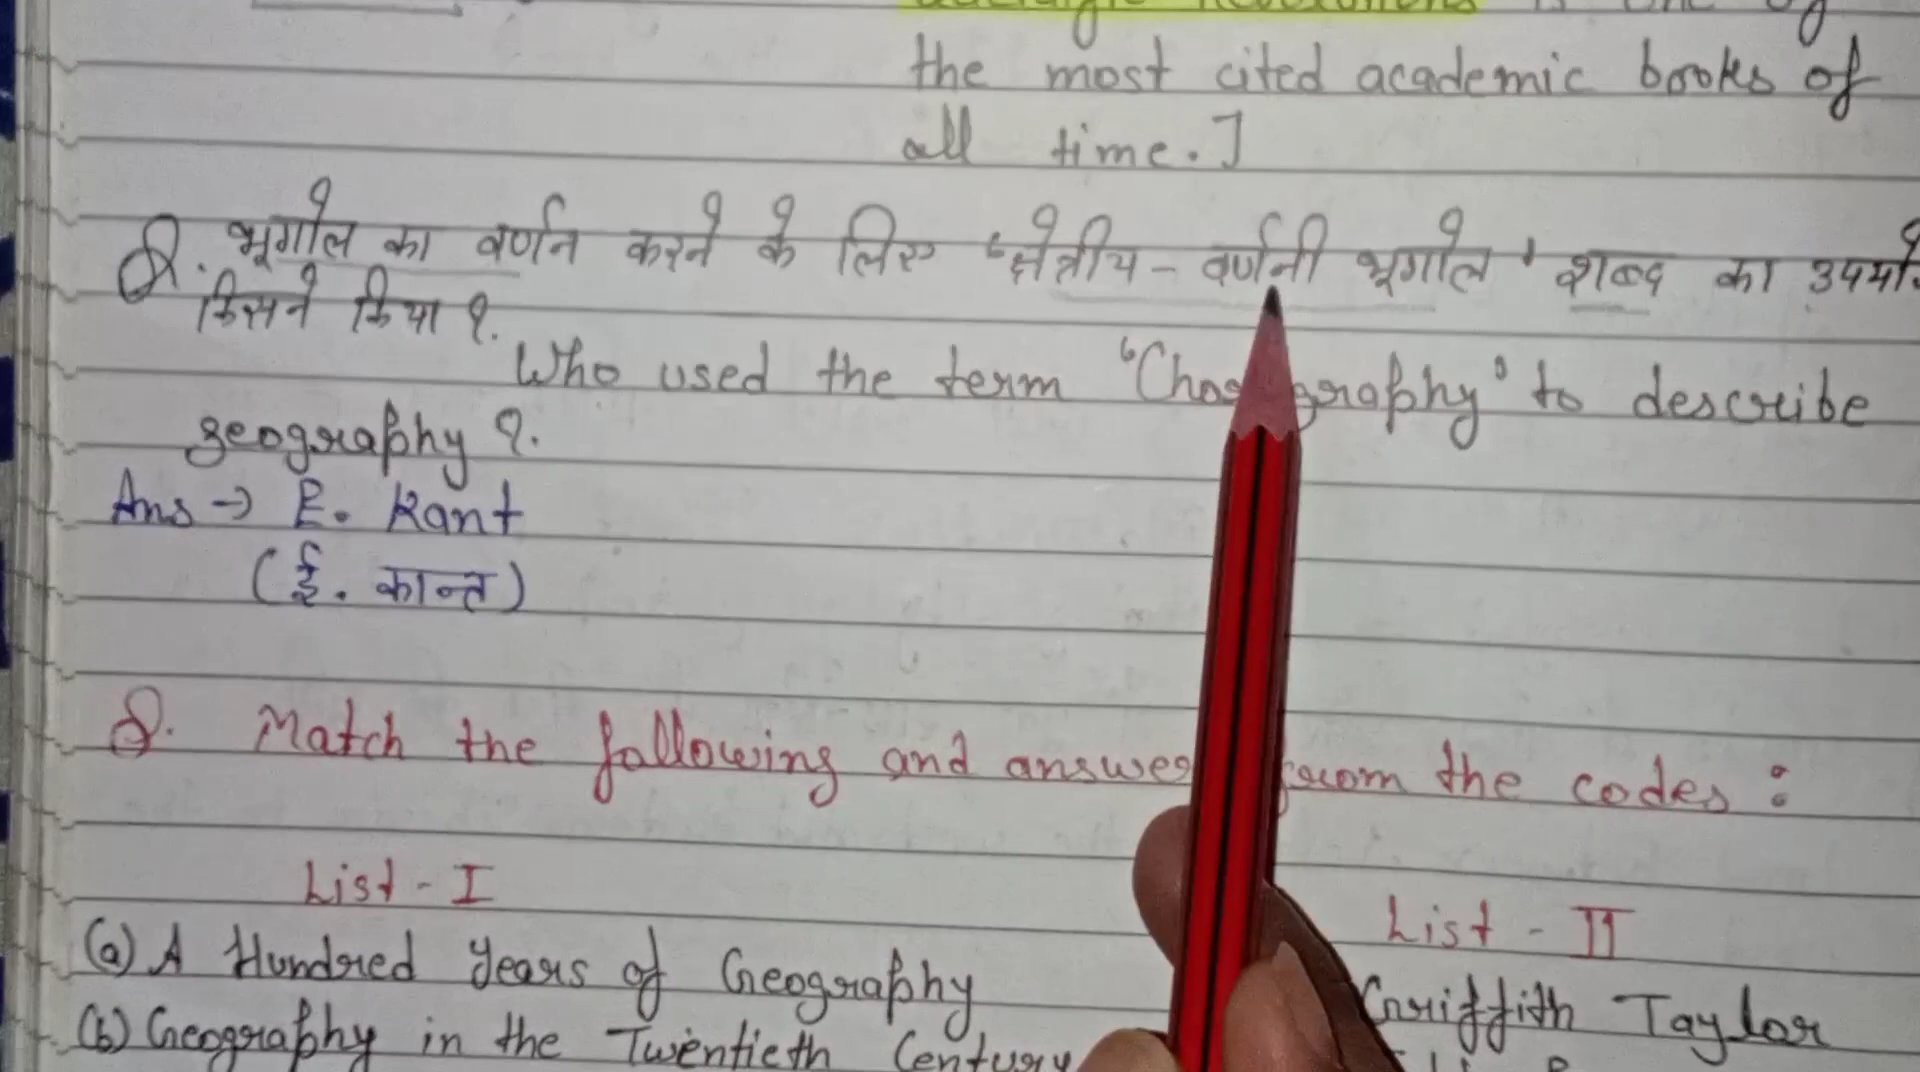 the most cited academic books of
all time.]
Q. भूगोल का वर्णन करने के लिए 'क्षेत्रीय - वर्णनी भूगोल' शब्द का
किसने किया ?.
Who used the term to describe
geography ?.
Ans → E. Kant
(ई. कान्त)
Q. Match the following and answer from the codes :
List - I
List - II
(a) A Hundred Years of Geography
Griffith Taylor
(b) Geography in the Twentieth Century